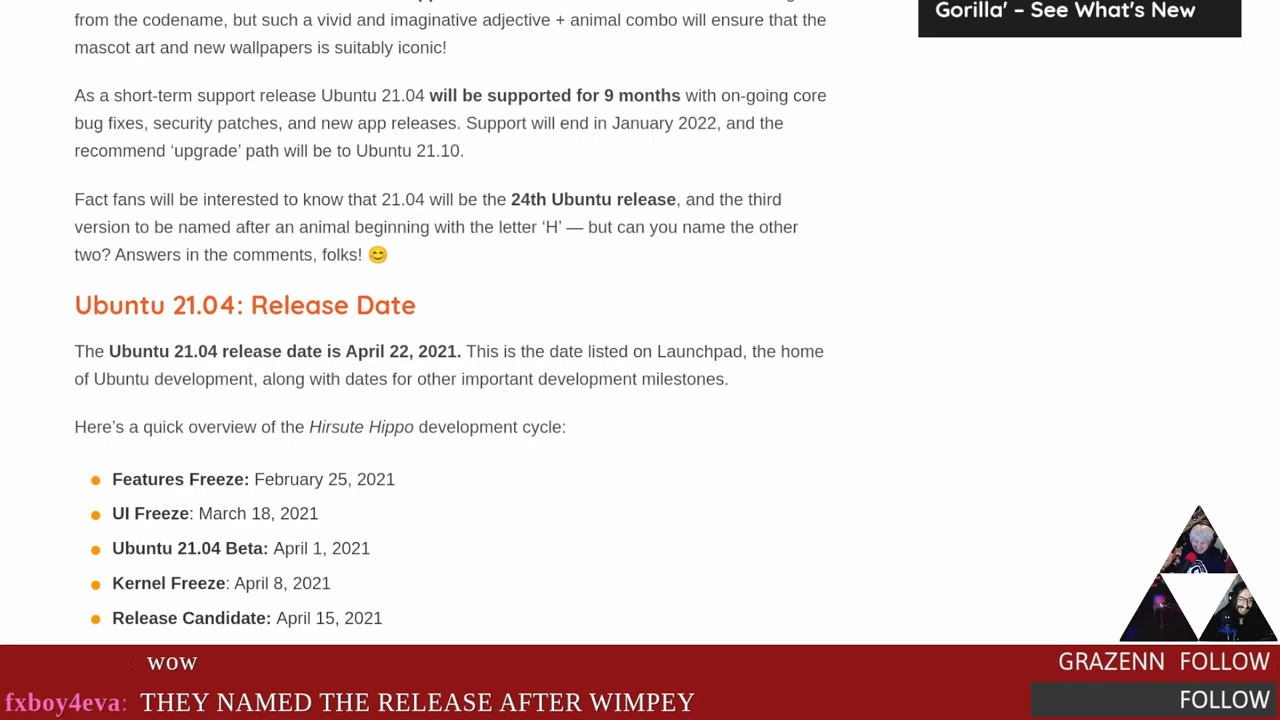 from the codename, but such a vivid and imaginative adjective + animal combo will ensure that the
mascot art and new wallpapers is suitably iconic!
As a short-term support release Ubuntu 21.04 will be supported for 9 months with on-going core
bug fixes, security patches, and new app releases. Support will end in January 2022, and the
recommend ‘upgrade’ path will be to Ubuntu 21.10.
Fact fans will be interested to know that 21.04 will be the 24th Ubuntu release, and the third
version to be named after an animal beginning with the letter ‘H’ — but can you name the other
two? Answers in the comments, folks! 😊
Ubuntu 21.04: Release Date
The Ubuntu 21.04 release date is April 22, 2021. This is the date listed on Launchpad, the home
of Ubuntu development, along with dates for other important development milestones.
Here’s a quick overview of the Hirsute Hippo development cycle:
Features Freeze: February 25, 2021
UI Freeze: March 18, 2021
Ubuntu 21.04 Beta: April 1, 2021
Kernel Freeze: April 8, 2021
Release Candidate: April 15, 2021
Gorilla' – See What's New
: wow
fxboy4eva: THEY NAMED THE RELEASE AFTER WIMPEY
GRAZENN FOLLOW
FOLLOW